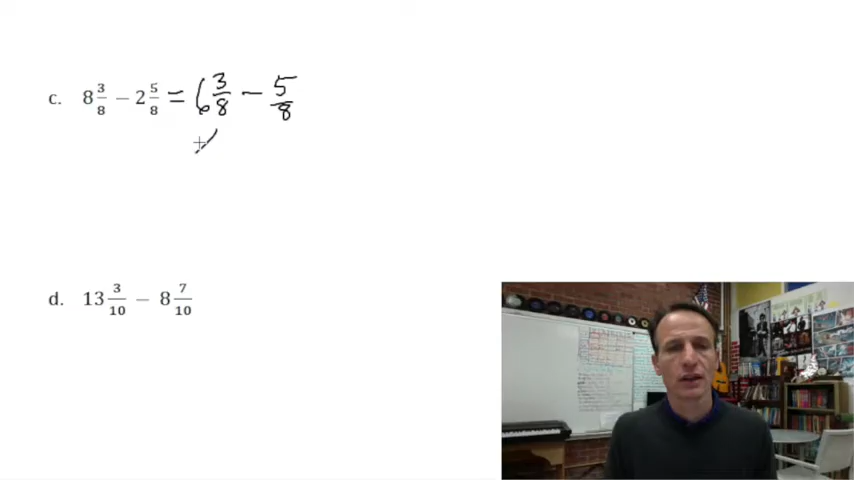 c. 8 3/8 − 2 5/8 = 6 3/8 − 5/8
d. 13 3/10 − 8 7/10